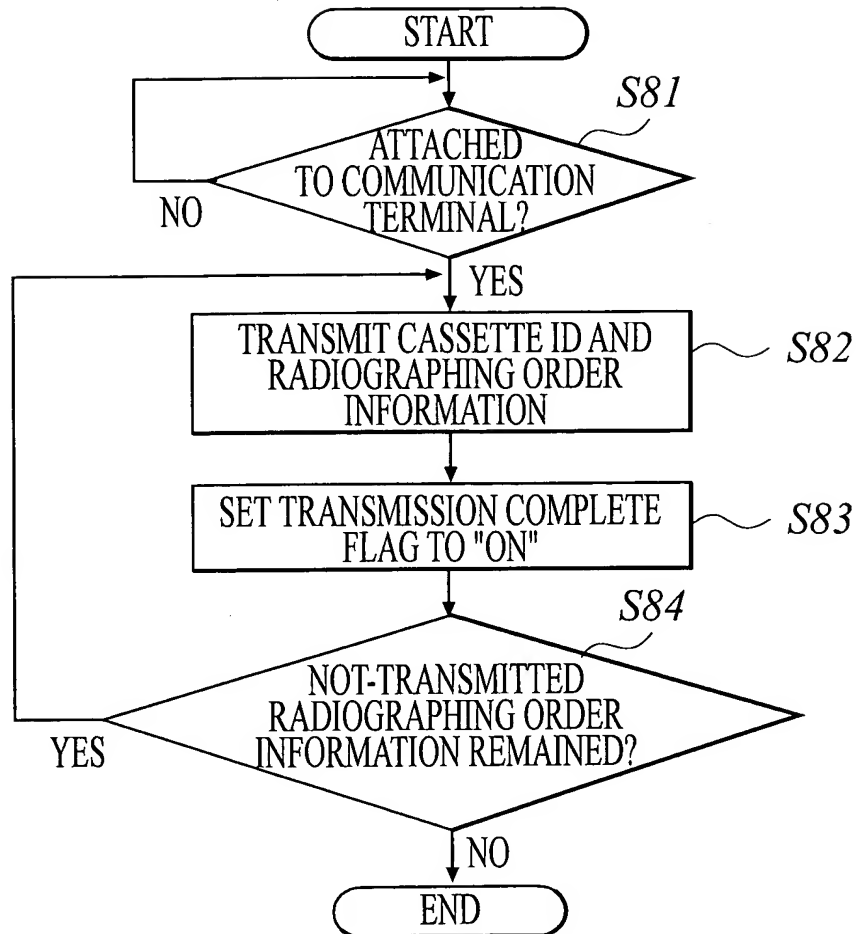 START
S81
ATTACHED
TO COMMUNICATION
TERMINAL?
NO
YES
TRANSMIT CASSETTE ID AND
RADIOGRAPHING ORDER
INFORMATION
S82
SET TRANSMISSION COMPLETE
FLAG TO "ON"
S83
S84
NOT-TRANSMITTED
RADIOGRAPHING ORDER
INFORMATION REMAINED?
YES
NO
END